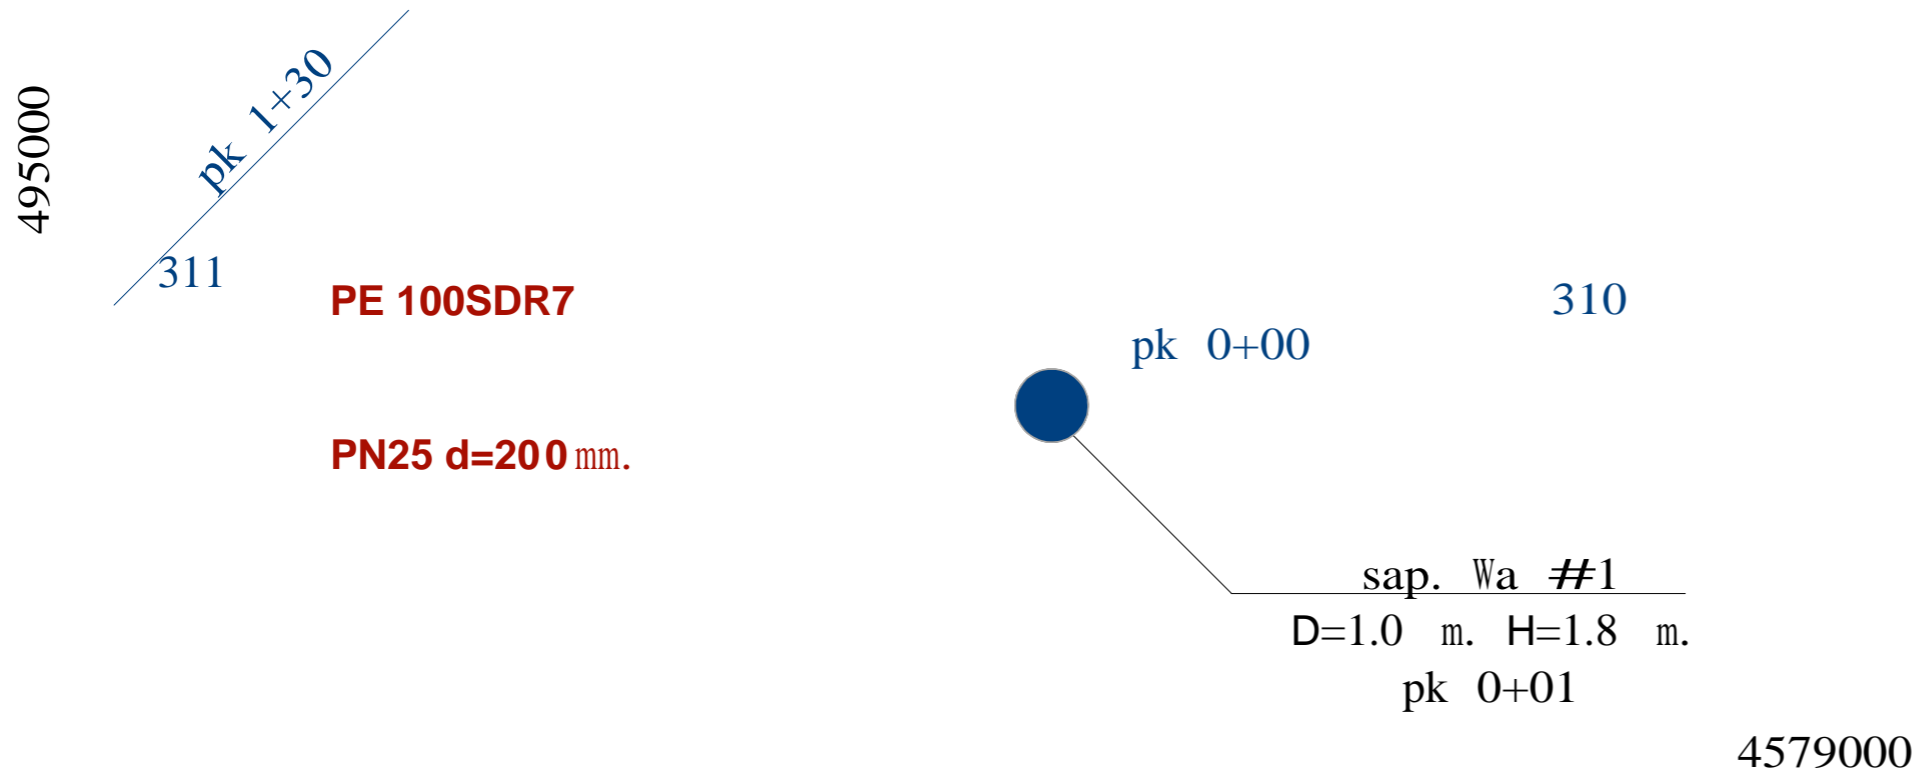 495000
pk 1+30
311
PE 100SDR7
310
pk 0+00
PN25 d=200 mm.
sap. Wa #1
D=1.0 m. H=1.8 m.
pk 0+01
4579000